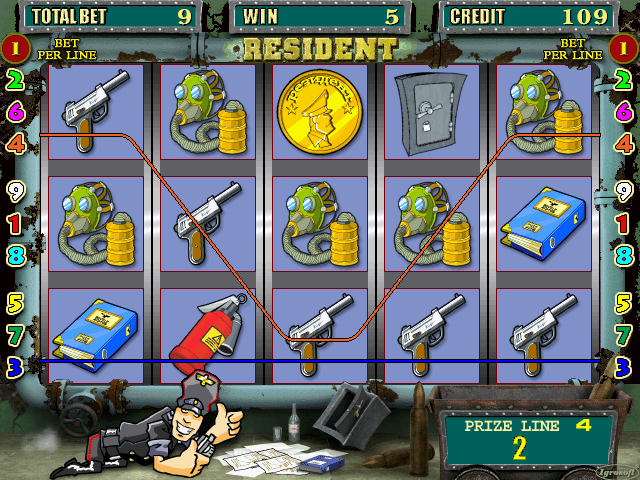 TOTAL BET 9 WIN 5 CREDIT 109
1 BET PER LINE RESIDENT BET PER LINE 1
2 2
6 6
4 4
9 9
1 1
8 8
5 5
7 7
3 3
PRIZE LINE 4
2
Igrosoft